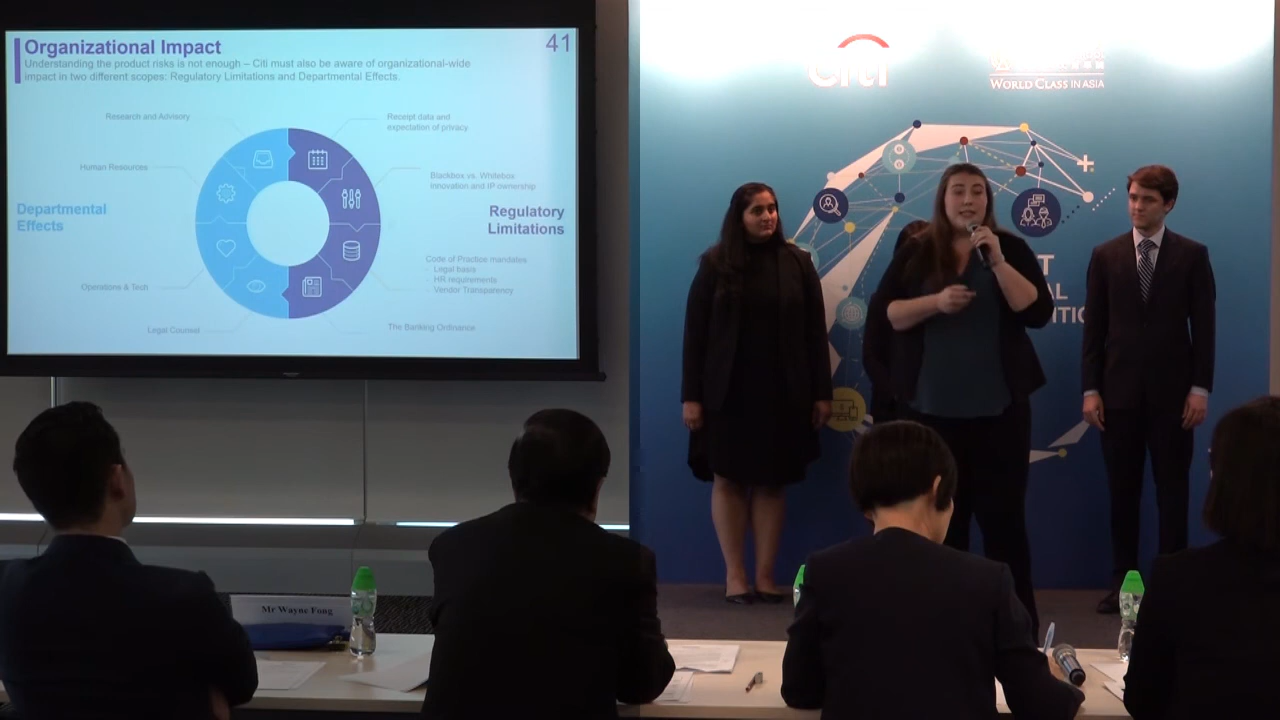 Organizational Impact
41
Understanding the product risks is not enough – Citi must also be aware of organizational-wide
impact in two different scopes: Regulatory Limitations and Departmental Effects.
Research and Advisory
Human Resources
Departmental
Effects
Operations & Tech
Legal Counsel
Receipt data and
expectation of privacy
Blackbox vs. Whitebox
innovation and IP ownership
Regulatory
Limitations
Code of Practice mandates
- Legal basis
- HR requirements
- Vendor Transparency
The Banking Ordinance
citi
WORLD CLASS IN ASIA
Mr Wayne Fong